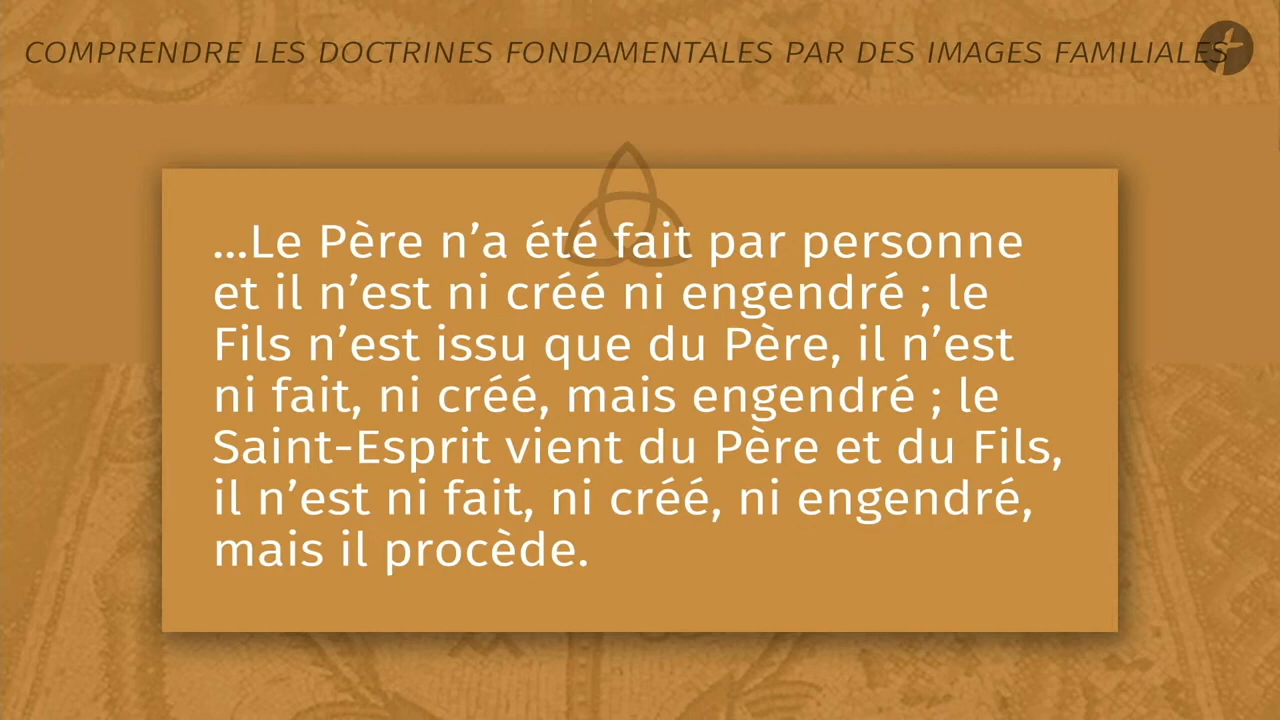 COMPRENDRE LES DOCTRINES FONDAMENTALES PAR DES IMAGES FAMILIALES
...Le Père n’a été fait par personne
et il n’est ni créé ni engendré ; le
Fils n’est issu que du Père, il n’est
ni fait, ni créé, mais engendré ; le
Saint-Esprit vient du Père et du Fils,
il n’est ni fait, ni créé, ni engendré,
mais il procède.